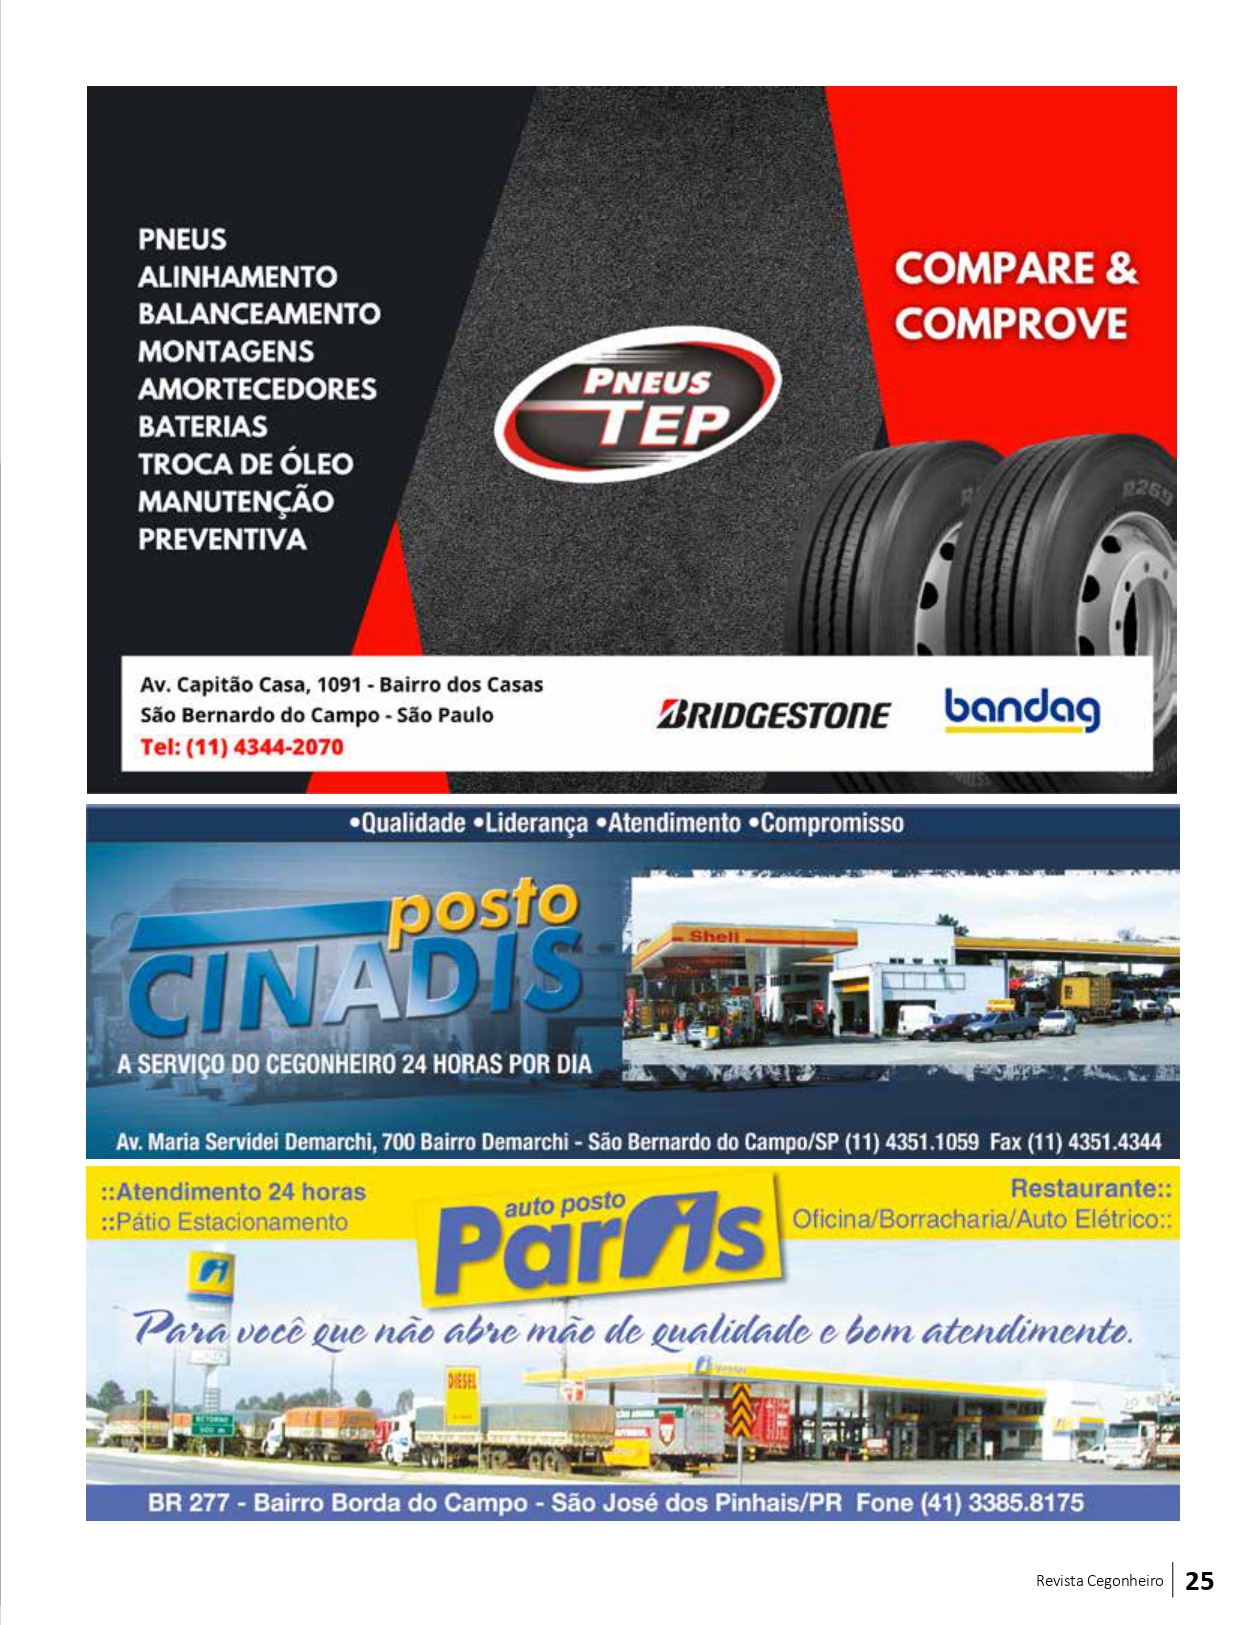 PNEUS
ALINHAMENTO
BALANCEAMENTO
MONTAGENS
AMORTECEDORES
BATERIAS
TROCA DE ÓLEO
MANUTENÇÃO
PREVENTIVA
PNEUS
TEP
COMPARE &
COMPROVE
R269
Av. Capitão Casa, 1091 - Bairro dos Casas
São Bernardo do Campo - São Paulo
Tel: (11) 4344-2070
BRIDGESTONE
bandag
•Qualidade •Liderança •Atendimento •Compromisso
posto
CINADIS
Shell
A SERVIÇO DO CEGONHEIRO 24 HORAS POR DIA
Av. Maria Servidei Demarchi, 700 Bairro Demarchi - São Bernardo do Campo/SP (11) 4351.1059 Fax (11) 4351.4344
::Atendimento 24 horas
::Pátio Estacionamento
auto posto
Paris
Restaurante::
Oficina/Borracharia/Auto Elétrico::
Para você que não abre mão de qualidade e bom atendimento.
DIESEL
RETORNO
500 m
BR 277 - Bairro Borda do Campo - São José dos Pinhais/PR Fone (41) 3385.8175
Revista Cegonheiro 25